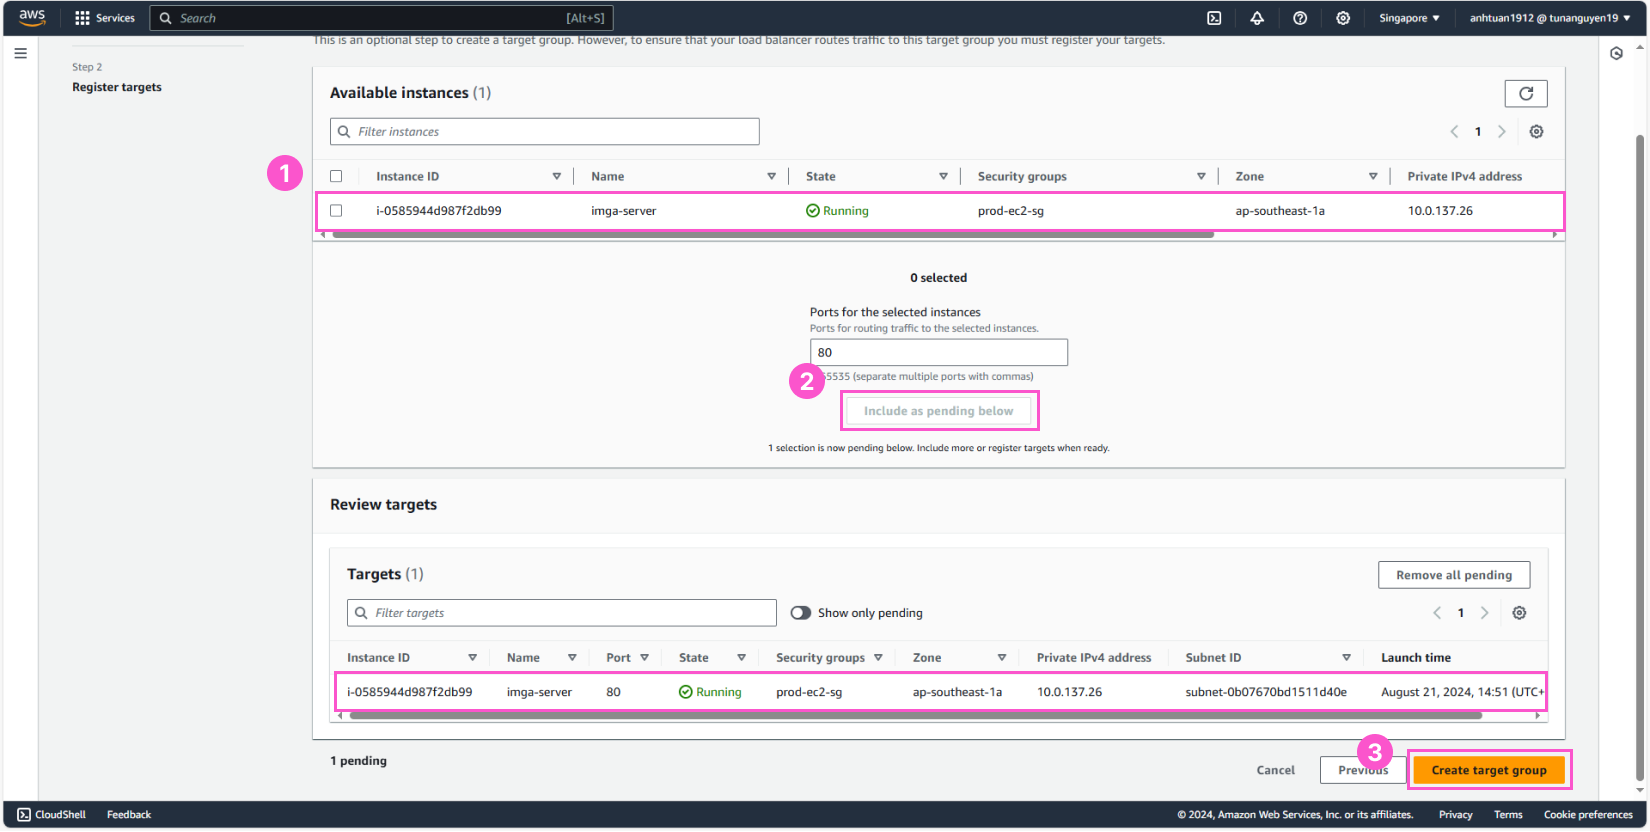 aws
Services
Search
[Alt+S]
Singapore
anhtuan1912 @ tunanguyen19
This is an optional step to create a target group. However, to ensure that your load balancer routes traffic to this target group you must register your targets.
Step 2
Register targets
Available instances (1)
Filter instances
1
1
Instance ID Name State Security groups Zone Private IPv4 address
i-0585944d987f2db99 imga-server Running prod-ec2-sg ap-southeast-1a 10.0.137.26
0 selected
Ports for the selected instances
Ports for routing traffic to the selected instances.
80
2
5535 (separate multiple ports with commas)
Include as pending below
1 selection is now pending below. Include more or register targets when ready.
Review targets
Targets (1)
Remove all pending
Filter targets
Show only pending
1
Instance ID Name Port State Security groups Zone Private IPv4 address Subnet ID Launch time
i-0585944d987f2db99 imga-server 80 Running prod-ec2-sg ap-southeast-1a 10.0.137.26 subnet-0b07670bd1511d40e August 21, 2024, 14:51 (UTC+
1 pending
3
Cancel
Previous
Create target group
CloudShell
Feedback
© 2024, Amazon Web Services, Inc. or its affiliates.
Privacy
Terms
Cookie preferences